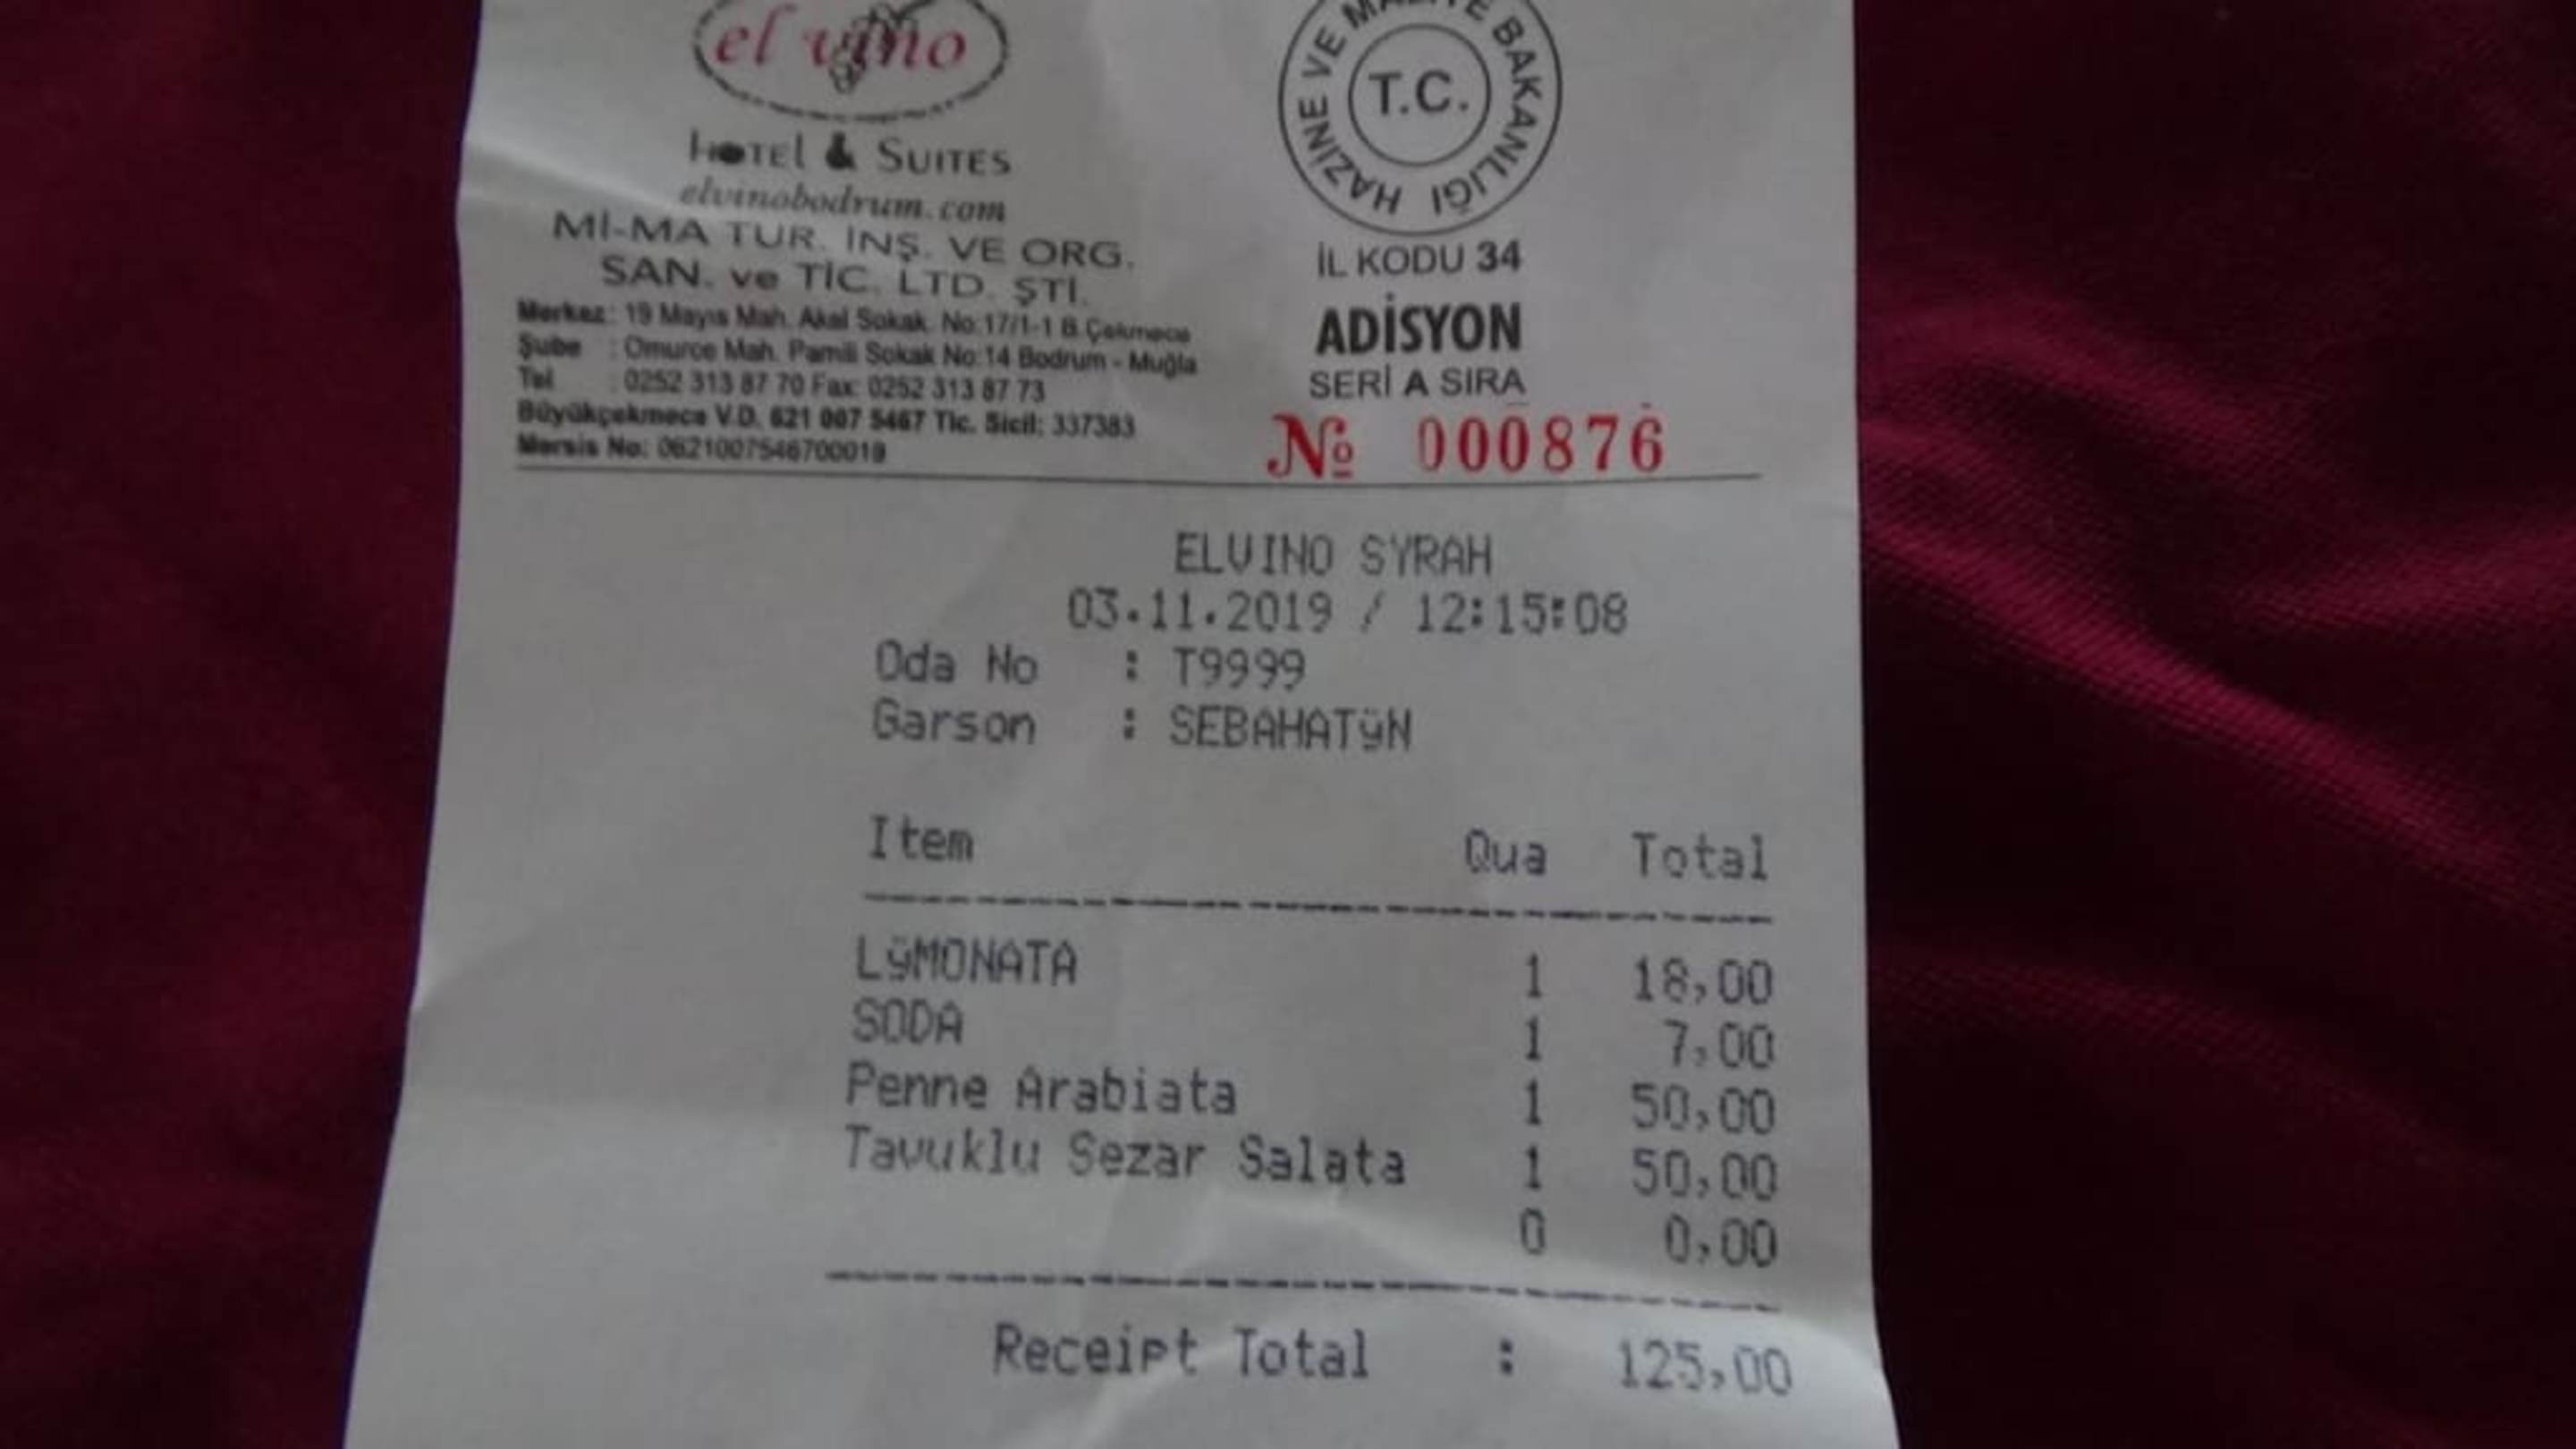 el vino
HOTEL & SUITES
elvinobodrum.com
Mİ-MA TUR. İNŞ. VE ORG.
SAN. ve TİC. LTD. ŞTİ.
Merkez: 19 Mayıs Mah. Akal Sokak. No:17/1-1 B.Çekmece
Şube : Omurce Mah. Pamili Sokak No:14 Bodrum - Muğla
Tel : 0252 313 87 70 Fax: 0252 313 87 73
Büyükçekmece V.D. 621 007 5467 Tic. Sicil: 337383
Mersis No: 0621007546700019
HAZİNE VE MALİYE BAKANLIĞI
T.C.
İL KODU 34
ADİSYON
SERİ A SIRA
№ 000876
ELVINO SYRAH
03.11.2019 / 12:15:08
Oda No : T9999
Garson : SEBAHATÿN
Item Qua Total
LÿMONATA 1 18,00
SODA 1 7,00
Penne Arabiata 1 50,00
Tavuklu Sezar Salata 1 50,00
0 0,00
Receipt Total : 125,00